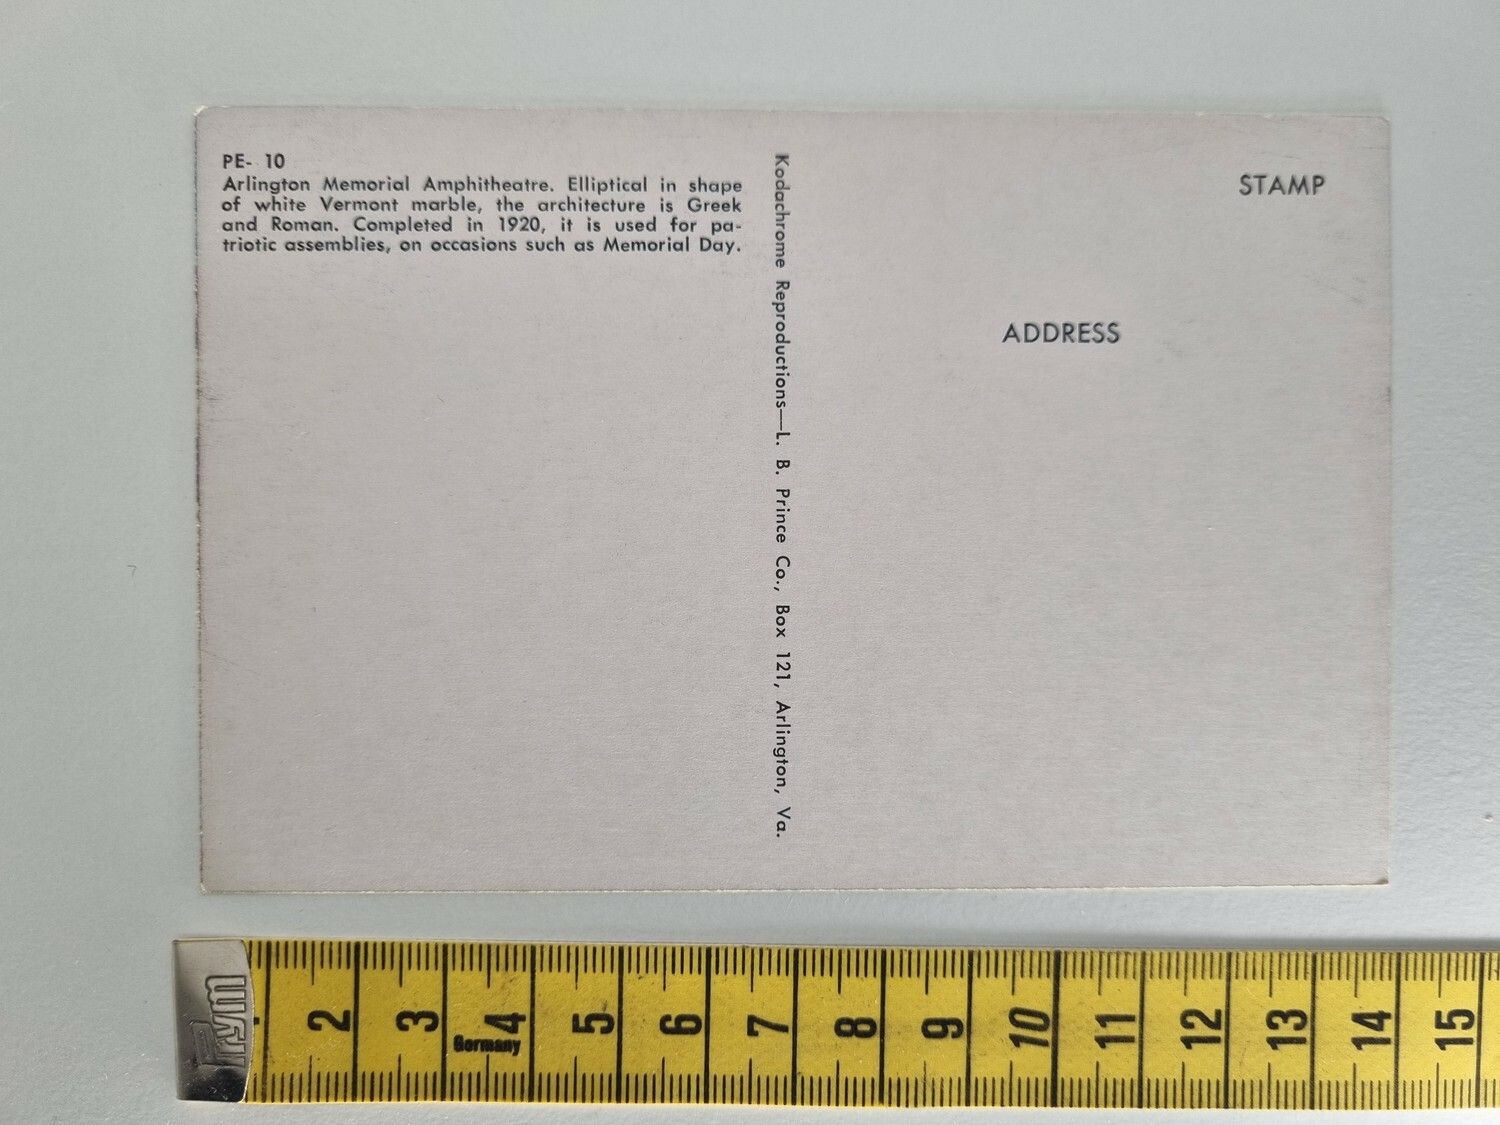 PE- 10
Arlington Memorial Amphitheatre. Elliptical in shape
of white Vermont marble, the architecture is Greek
and Roman. Completed in 1920, it is used for pa-
triotic assemblies, on occasions such as Memorial Day.
Kodachrome Reproductions—L. B. Prince Co., Box 121, Arlington, Va.
STAMP
ADDRESS
Prym
1 2 3 4 5 6 7 8 9 10 11 12 13 14 15
Germany